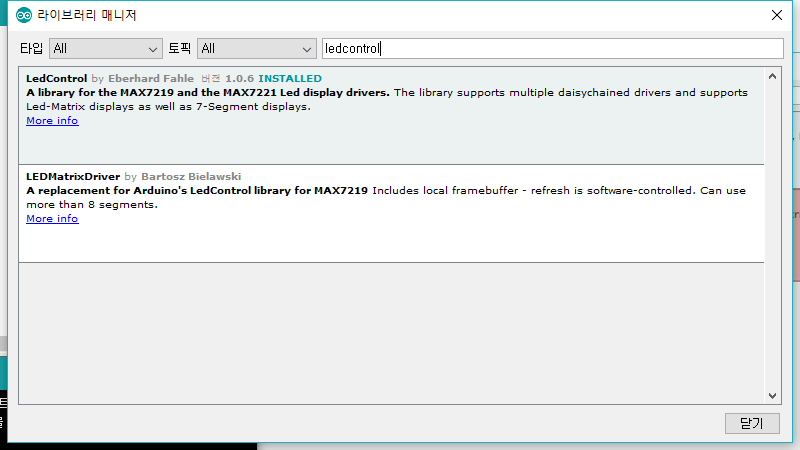 라이브러리 매니저
타입 All 토픽 All ledcontrol
LedControl by Eberhard Fahle 버전 1.0.6 INSTALLED
A library for the MAX7219 and the MAX7221 Led display drivers. The library supports multiple daisychained drivers and supports
Led-Matrix displays as well as 7-Segment displays.
More info
LEDMatrixDriver by Bartosz Bielawski
A replacement for Arduino's LedControl library for MAX7219 Includes local framebuffer - refresh is software-controlled. Can use
more than 8 segments.
More info
닫기